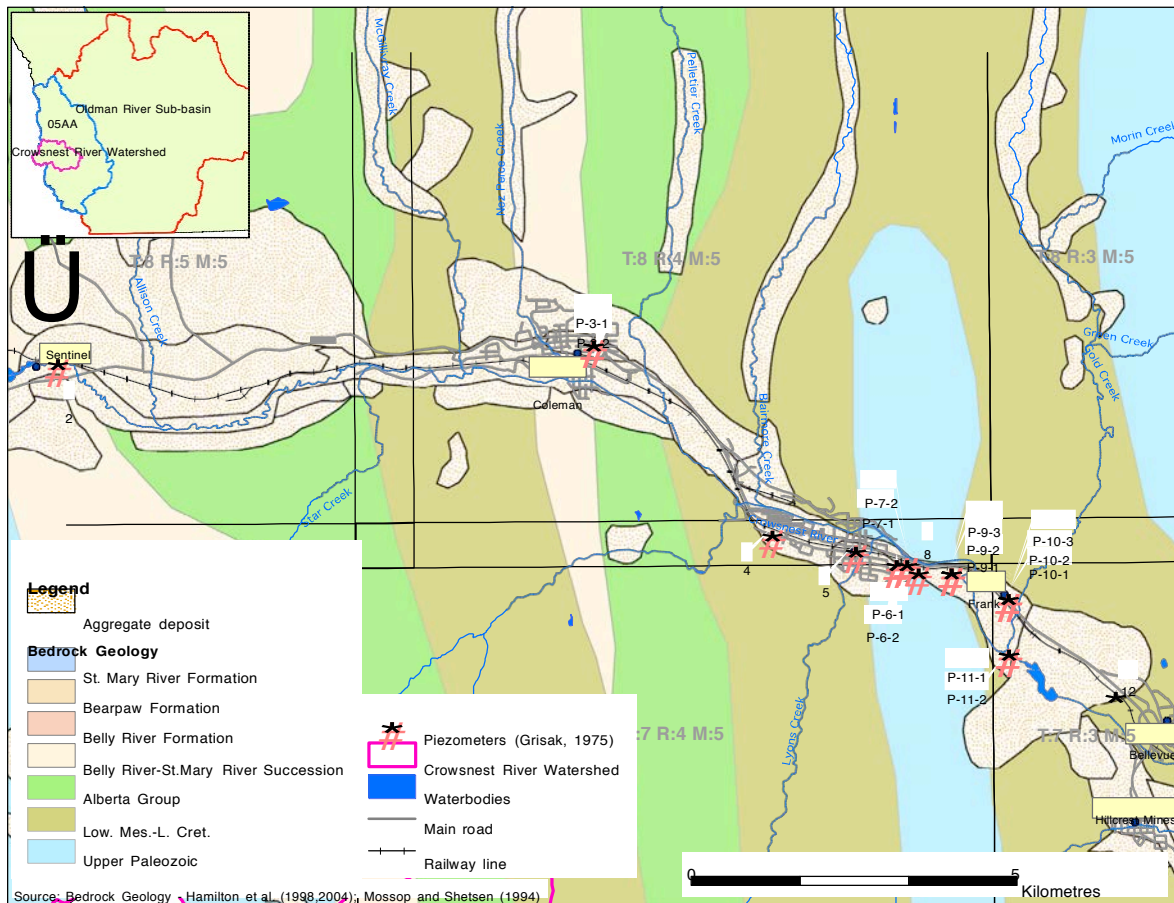 Oldman River Sub-basin
05AA
Crowsnest River Watershed
Ü
McGillivray Creek
Nez Perce Creek
Pelletier Creek
Morin Creek
T:8 R:5 M:5
T:8 R:4 M:5
T:8 R:3 M:5
Allison Creek
Green Creek
Gold Creek
P-3-1
Sentinel
2
Coleman
Blairmore Creek
Star Creek
P-7-2
P-7-1
P-9-3
P-9-2
P-9-1
P-10-3
P-10-2
P-10-1
8
4
5
Frank
P-6-1
P-6-2
P-11-1
P-11-2
12
Lyons Creek
:7 R:4 M:5
T:7 R:3 M:5
Bellevue
Hillcrest Mines
Legend
Aggregate deposit
Bedrock Geology
St. Mary River Formation
Bearpaw Formation
Belly River Formation
Belly River-St.Mary River Succession
Alberta Group
Low. Mes.-L. Cret.
Upper Paleozoic
Piezometers (Grisak, 1975)
Crowsnest River Watershed
Waterbodies
Main road
Railway line
0 5
Kilometres
Source: Bedrock Geology - Hamilton et al. (1998,2004); Mossop and Shetsen (1994)